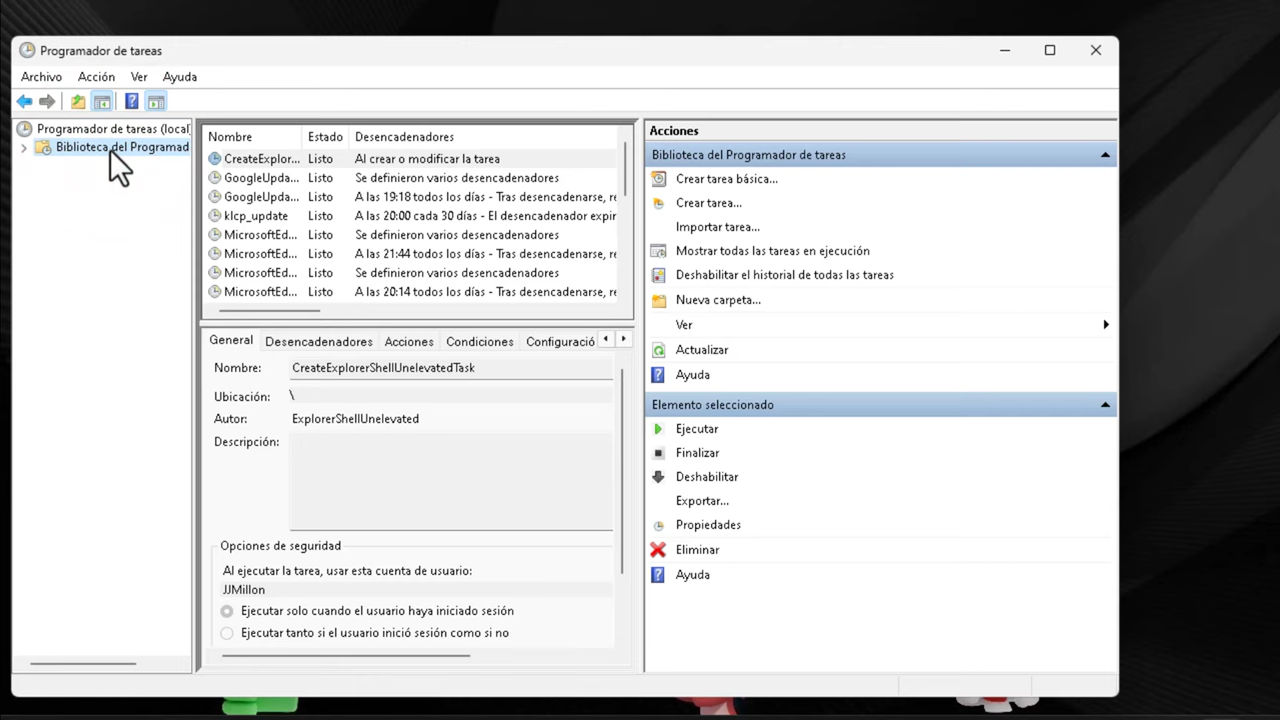 Programador de tareas
Archivo Acción Ver Ayuda
Programador de tareas (local
Biblioteca del Programad
Nombre Estado Desencadenadores
CreateExplor... Listo Al crear o modificar la tarea
GoogleUpda... Listo Se definieron varios desencadenadores
GoogleUpda... Listo A las 19:18 todos los días - Tras desencadenarse, re
klcp_update Listo A las 20:00 cada 30 días - El desencadenador expir
MicrosoftEd... Listo Se definieron varios desencadenadores
MicrosoftEd... Listo A las 21:44 todos los días - Tras desencadenarse, re
MicrosoftEd... Listo Se definieron varios desencadenadores
MicrosoftEd... Listo A las 20:14 todos los días - Tras desencadenarse, re
General Desencadenadores Acciones Condiciones Configuració
Nombre: CreateExplorerShellUnelevatedTask
Ubicación: \
Autor: ExplorerShellUnelevated
Descripción:
Opciones de seguridad
Al ejecutar la tarea, usar esta cuenta de usuario:
JJMillon
Ejecutar solo cuando el usuario haya iniciado sesión
Ejecutar tanto si el usuario inició sesión como si no
Acciones
Biblioteca del Programador de tareas
Crear tarea básica...
Crear tarea...
Importar tarea...
Mostrar todas las tareas en ejecución
Deshabilitar el historial de todas las tareas
Nueva carpeta...
Ver
Actualizar
Ayuda
Elemento seleccionado
Ejecutar
Finalizar
Deshabilitar
Exportar...
Propiedades
Eliminar
Ayuda